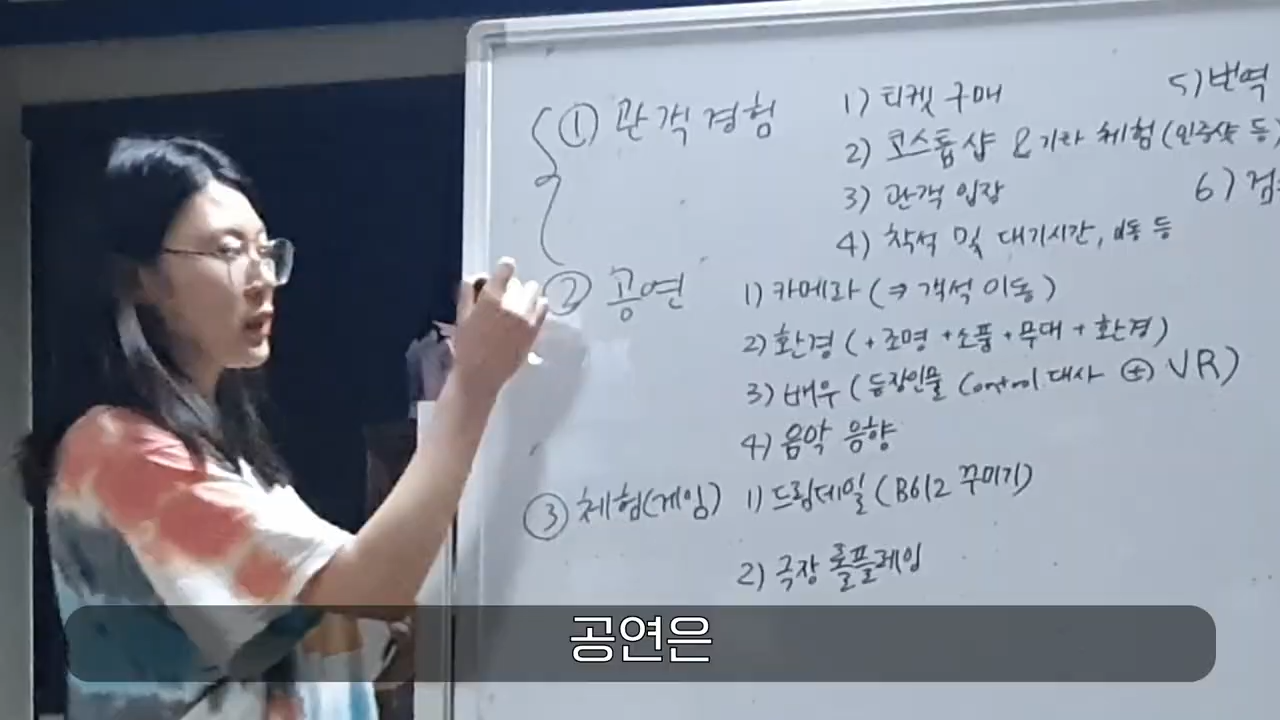 ① 관객경험
1) 티켓 구매
2) 코스튬샵 & 기타 체험 (인증샷 등)
3) 관객 입장
4) 착석 및 대기시간, 이동 등
5) 번역
6)
② 공연
1) 카메라 (⇒ 객석 이동)
2) 환경 (+ 조명 + 소품 + 무대 + 환경)
3) 배우 (등장인물 Control 대사 ⊕ VR)
4) 음악 음향
③ 체험(게임)
1) 드림데일 (B612 꾸미기)
2) 극장 롤플레잉
공연은